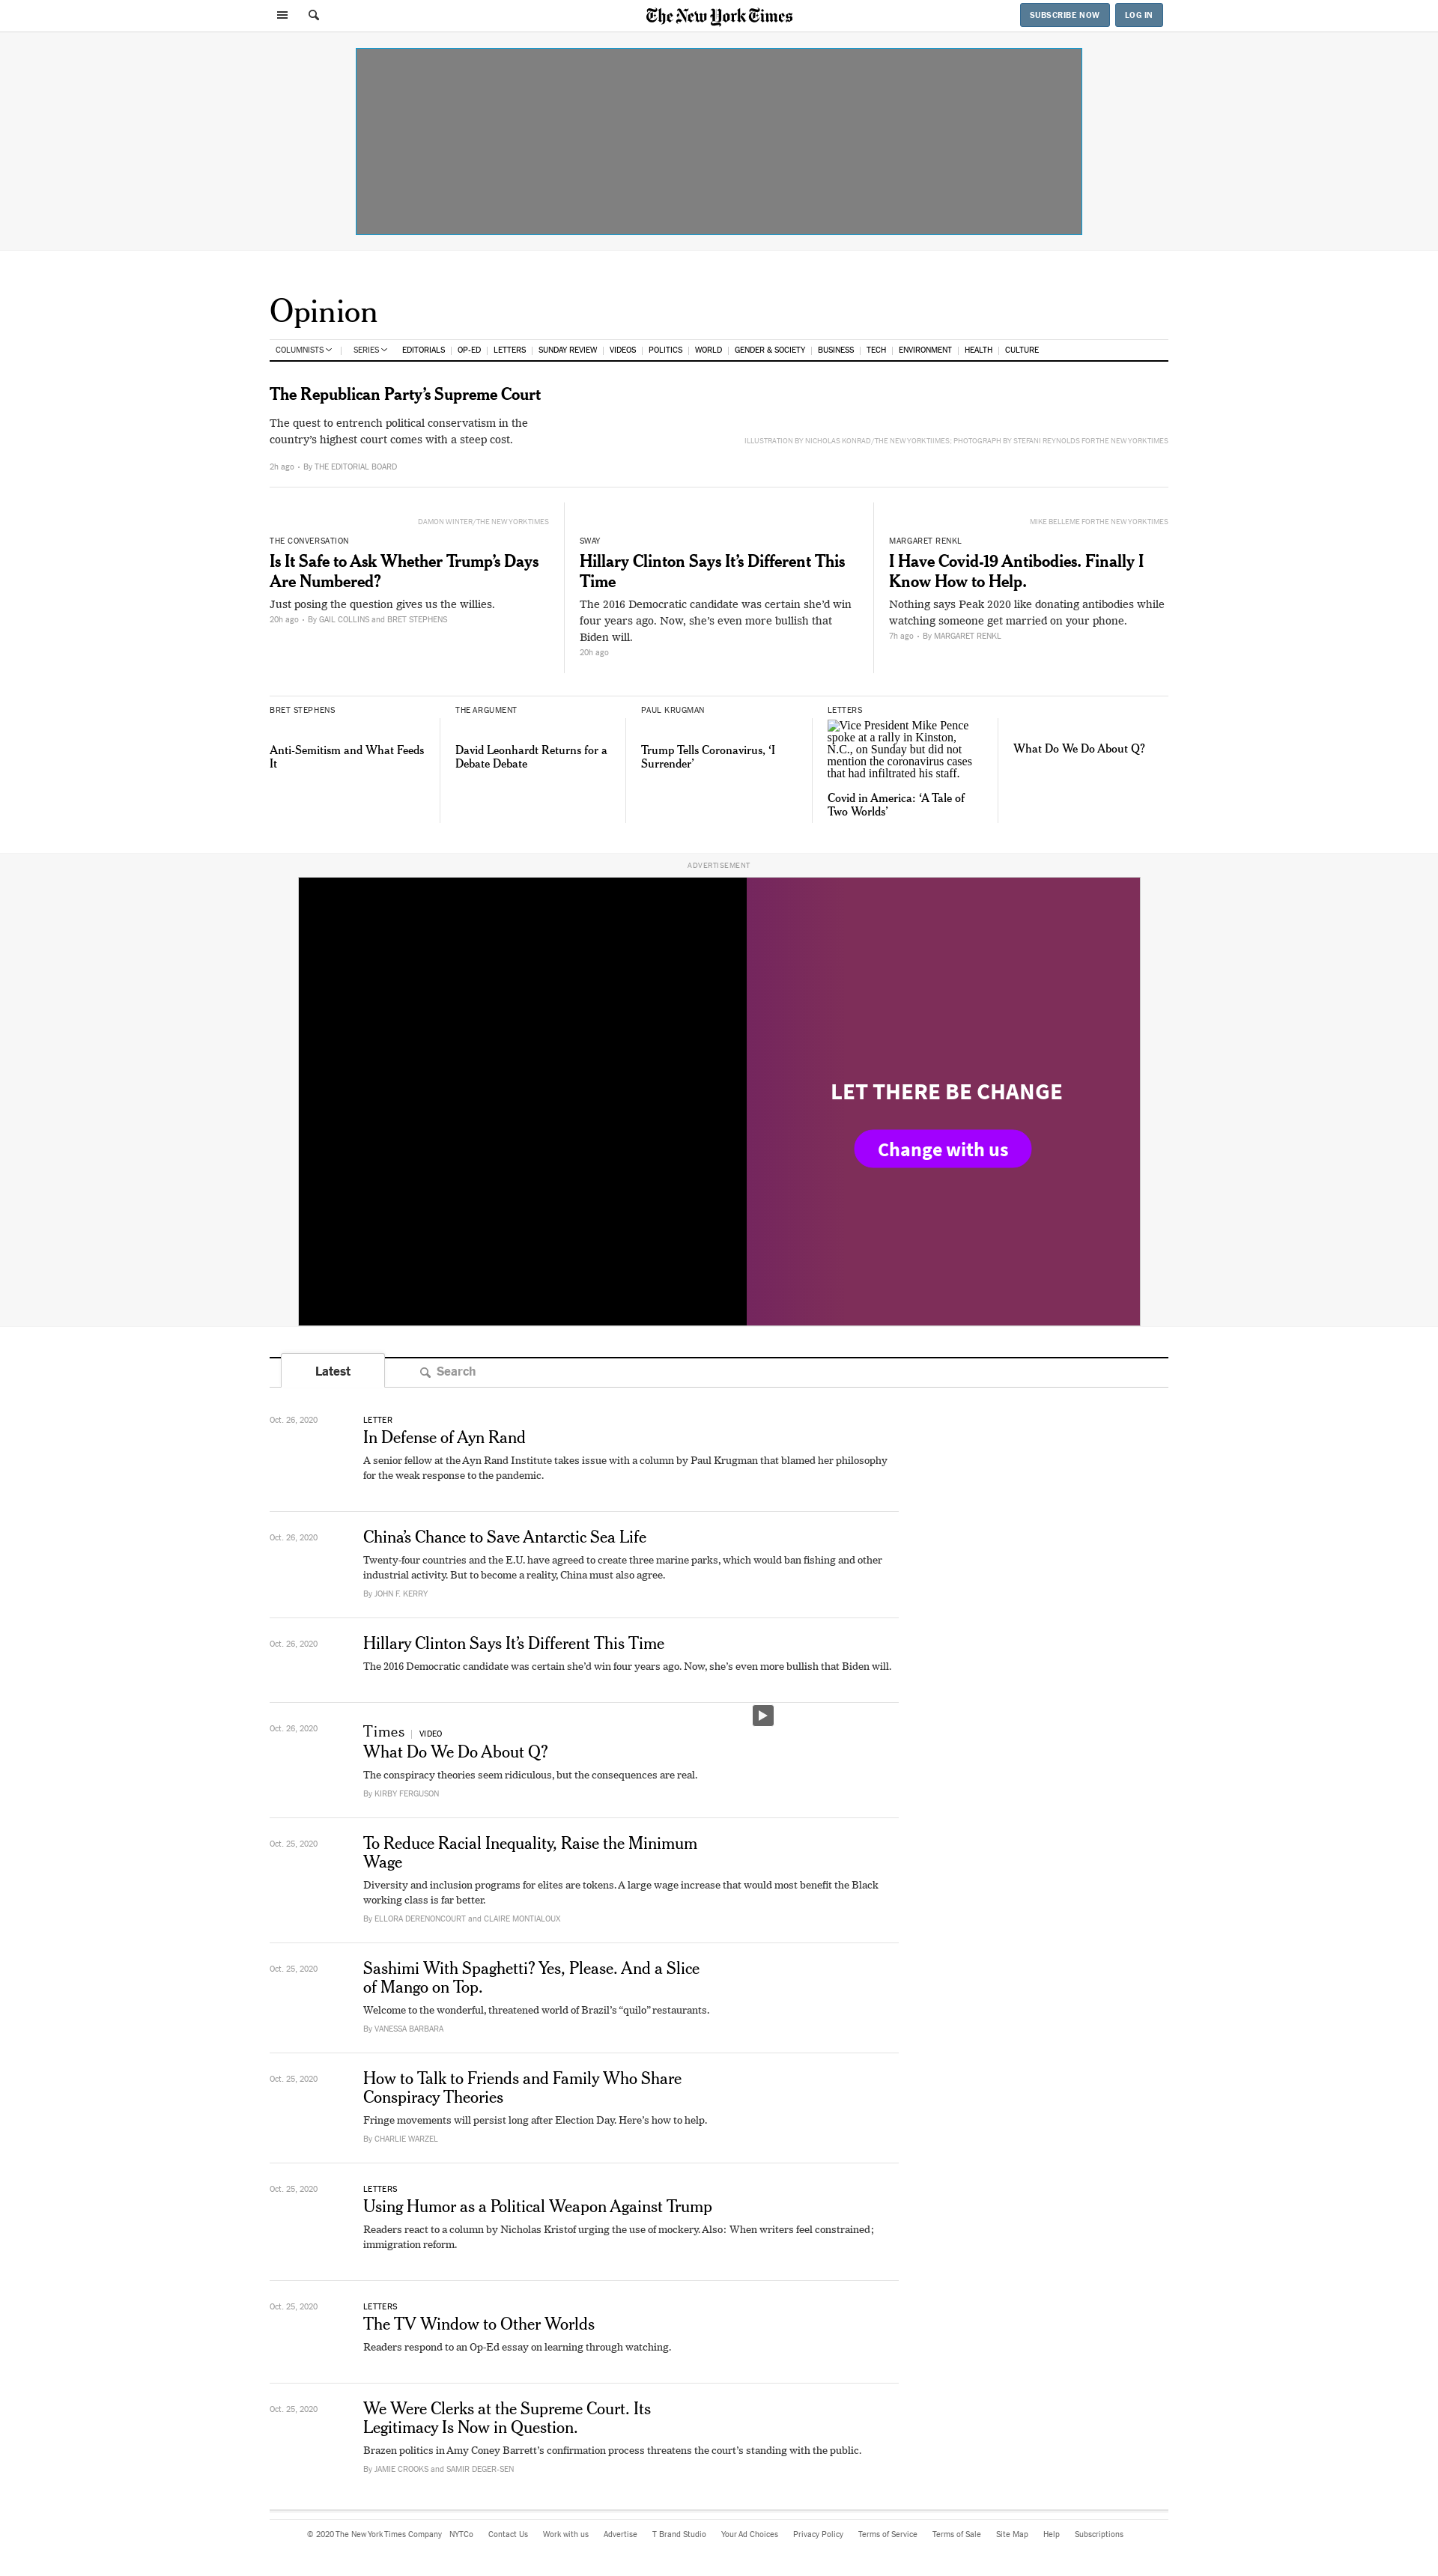 The New York Times
SUBSCRIBE NOW
LOG IN
Opinion
COLUMNISTS
SERIES
EDITORIALS
OP-ED
LETTERS
SUNDAY REVIEW
VIDEOS
POLITICS
WORLD
GENDER & SOCIETY
BUSINESS
TECH
ENVIRONMENT
HEALTH
CULTURE
The Republican Party’s Supreme Court
The quest to entrench political conservatism in the
country’s highest court comes with a steep cost.
ILLUSTRATION BY NICHOLAS KONRAD/THE NEW YORK TIIMES; PHOTOGRAPH BY STEFANI REYNOLDS FOR THE NEW YORK TIMES
2h ago • By THE EDITORIAL BOARD
DAMON WINTER/THE NEW YORK TIMES
THE CONVERSATION
Is It Safe to Ask Whether Trump’s Days
Are Numbered?
Just posing the question gives us the willies.
20h ago • By GAIL COLLINS and BRET STEPHENS
SWAY
Hillary Clinton Says It’s Different This
Time
The 2016 Democratic candidate was certain she’d win
four years ago. Now, she’s even more bullish that
Biden will.
20h ago
MIKE BELLEME FOR THE NEW YORK TIMES
MARGARET RENKL
I Have Covid-19 Antibodies. Finally I
Know How to Help.
Nothing says Peak 2020 like donating antibodies while
watching someone get married on your phone.
7h ago • By MARGARET RENKL
BRET STEPHENS
Anti-Semitism and What Feeds
It
THE ARGUMENT
David Leonhardt Returns for a
Debate Debate
PAUL KRUGMAN
Trump Tells Coronavirus, ‘I
Surrender’
LETTERS
Vice President Mike Pence
spoke at a rally in Kinston,
N.C., on Sunday but did not
mention the coronavirus cases
that had infiltrated his staff.
Covid in America: ‘A Tale of
Two Worlds’
What Do We Do About Q?
ADVERTISEMENT
LET THERE BE CHANGE
Change with us
Latest
Search
Oct. 26, 2020
LETTER
In Defense of Ayn Rand
A senior fellow at the Ayn Rand Institute takes issue with a column by Paul Krugman that blamed her philosophy
for the weak response to the pandemic.
Oct. 26, 2020
China’s Chance to Save Antarctic Sea Life
Twenty-four countries and the E.U. have agreed to create three marine parks, which would ban fishing and other
industrial activity. But to become a reality, China must also agree.
By JOHN F. KERRY
Oct. 26, 2020
Hillary Clinton Says It’s Different This Time
The 2016 Democratic candidate was certain she’d win four years ago. Now, she’s even more bullish that Biden will.
Oct. 26, 2020
Times | VIDEO
What Do We Do About Q?
The conspiracy theories seem ridiculous, but the consequences are real.
By KIRBY FERGUSON
Oct. 25, 2020
To Reduce Racial Inequality, Raise the Minimum
Wage
Diversity and inclusion programs for elites are tokens. A large wage increase that would most benefit the Black
working class is far better.
By ELLORA DERENONCOURT and CLAIRE MONTIALOUX
Oct. 25, 2020
Sashimi With Spaghetti? Yes, Please. And a Slice
of Mango on Top.
Welcome to the wonderful, threatened world of Brazil’s “quilo” restaurants.
By VANESSA BARBARA
Oct. 25, 2020
How to Talk to Friends and Family Who Share
Conspiracy Theories
Fringe movements will persist long after Election Day. Here’s how to help.
By CHARLIE WARZEL
Oct. 25, 2020
LETTERS
Using Humor as a Political Weapon Against Trump
Readers react to a column by Nicholas Kristof urging the use of mockery. Also: When writers feel constrained;
immigration reform.
Oct. 25, 2020
LETTERS
The TV Window to Other Worlds
Readers respond to an Op-Ed essay on learning through watching.
Oct. 25, 2020
We Were Clerks at the Supreme Court. Its
Legitimacy Is Now in Question.
Brazen politics in Amy Coney Barrett’s confirmation process threatens the court’s standing with the public.
By JAMIE CROOKS and SAMIR DEGER-SEN
© 2020 The New York Times Company NYTCo Contact Us Work with us Advertise T Brand Studio Your Ad Choices Privacy Policy Terms of Service Terms of Sale Site Map Help Subscriptions